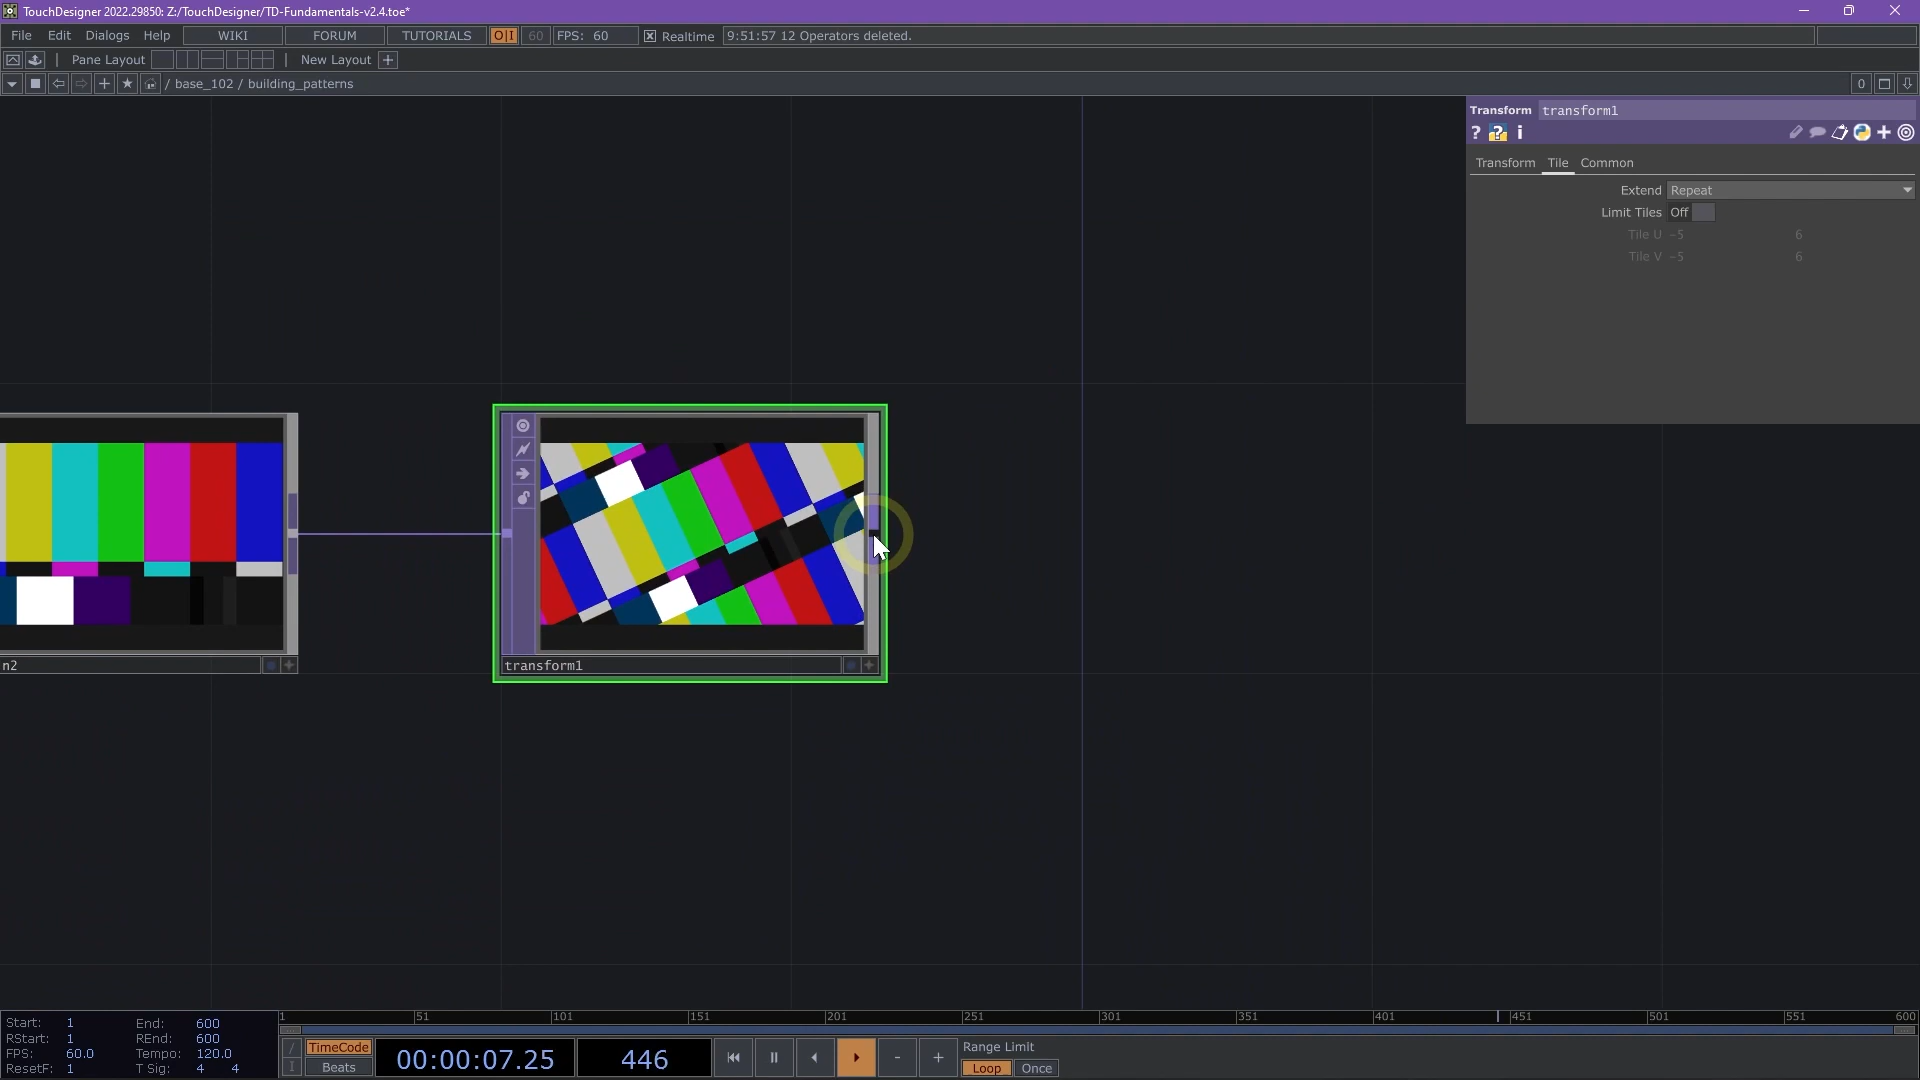 TouchDesigner 2022.29850: Z:/TouchDesigner/TD-Fundamentals-v2.4.toe*
File Edit Dialogs Help WIKI FORUM TUTORIALS O|I 60 FPS: 60 Realtime 9:51:57 12 Operators deleted.
Pane Layout New Layout +
/ base_102 / building_patterns 0
Transform transform1
? ? i
Transform Tile Common
Extend Repeat
Limit Tiles Off
Tile U -5 6
Tile V -5 6
n2
transform1
1 51 101 151 201 251 301 351 401 451 501 551 600
Start: 1 End: 600
RStart: 1 REnd: 600
FPS: 60.0 Tempo: 120.0
ResetF: 1 T Sig: 4 4
TimeCode
Beats
00:00:07.25 446 - +
Range Limit
Loop Once